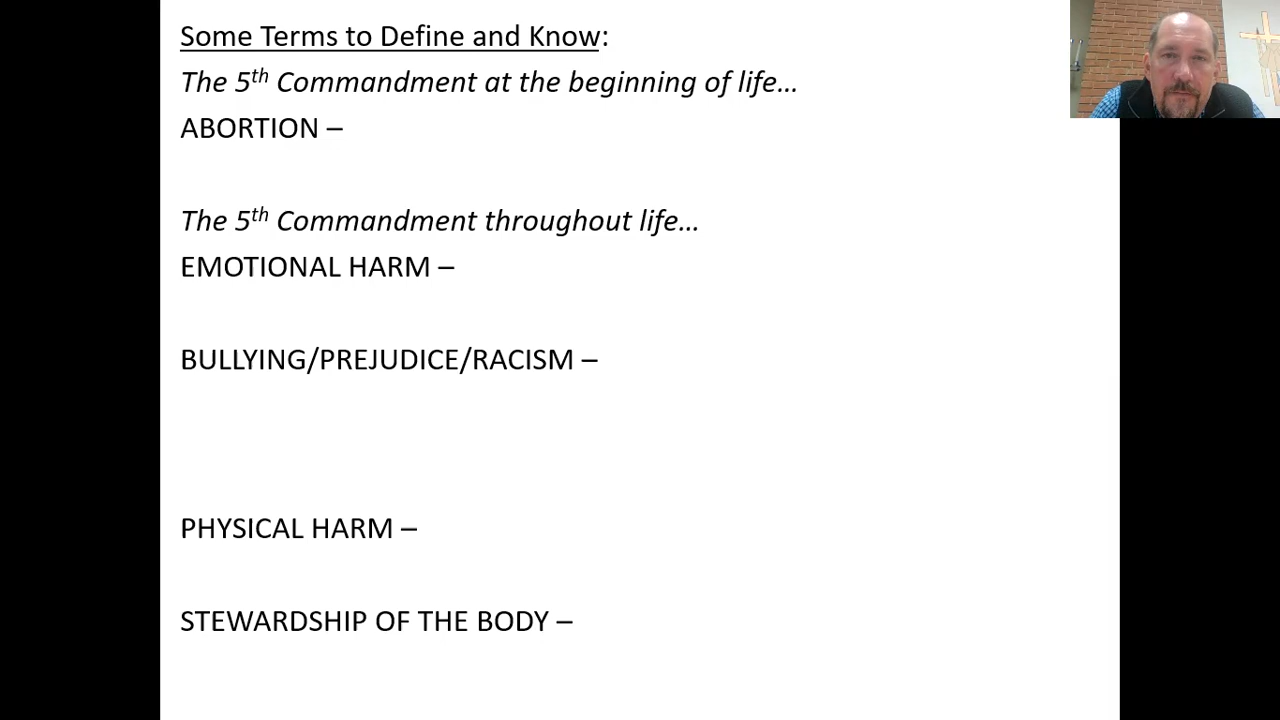 Some Terms to Define and Know:
The 5th Commandment at the beginning of life…
ABORTION –
The 5th Commandment throughout life…
EMOTIONAL HARM –
BULLYING/PREJUDICE/RACISM –
PHYSICAL HARM –
STEWARDSHIP OF THE BODY –